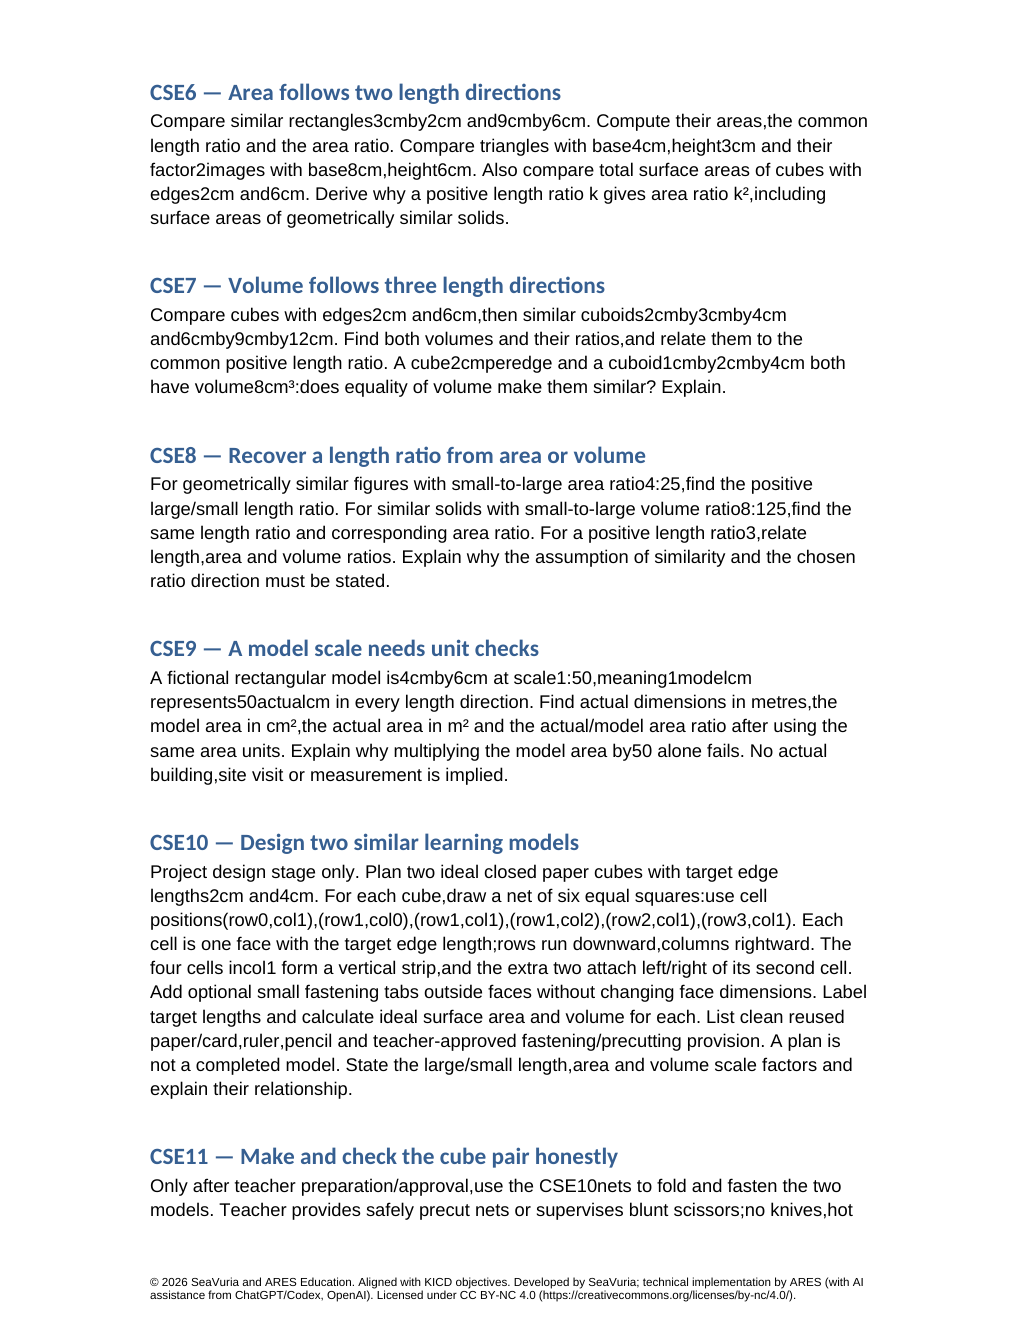 CSE6 — Area follows two length directions
Compare similar rectangles3cmby2cm and9cmby6cm. Compute their areas,the common
length ratio and the area ratio. Compare triangles with base4cm,height3cm and their
factor2images with base8cm,height6cm. Also compare total surface areas of cubes with
edges2cm and6cm. Derive why a positive length ratio k gives area ratio k²,including
surface areas of geometrically similar solids.
CSE7 — Volume follows three length directions
Compare cubes with edges2cm and6cm,then similar cuboids2cmby3cmby4cm
and6cmby9cmby12cm. Find both volumes and their ratios,and relate them to the
common positive length ratio. A cube2cmperedge and a cuboid1cmby2cmby4cm both
have volume8cm³:does equality of volume make them similar? Explain.
CSE8 — Recover a length ratio from area or volume
For geometrically similar figures with small-to-large area ratio4:25,find the positive
large/small length ratio. For similar solids with small-to-large volume ratio8:125,find the
same length ratio and corresponding area ratio. For a positive length ratio3,relate
length,area and volume ratios. Explain why the assumption of similarity and the chosen
ratio direction must be stated.
CSE9 — A model scale needs unit checks
A fictional rectangular model is4cmby6cm at scale1:50,meaning1modelcm
represents50actualcm in every length direction. Find actual dimensions in metres,the
model area in cm²,the actual area in m² and the actual/model area ratio after using the
same area units. Explain why multiplying the model area by50 alone fails. No actual
building,site visit or measurement is implied.
CSE10 — Design two similar learning models
Project design stage only. Plan two ideal closed paper cubes with target edge
lengths2cm and4cm. For each cube,draw a net of six equal squares:use cell
positions(row0,col1),(row1,col0),(row1,col1),(row1,col2),(row2,col1),(row3,col1). Each
cell is one face with the target edge length;rows run downward,columns rightward. The
four cells incol1 form a vertical strip,and the extra two attach left/right of its second cell.
Add optional small fastening tabs outside faces without changing face dimensions. Label
target lengths and calculate ideal surface area and volume for each. List clean reused
paper/card,ruler,pencil and teacher-approved fastening/precutting provision. A plan is
not a completed model. State the large/small length,area and volume scale factors and
explain their relationship.
CSE11 — Make and check the cube pair honestly
Only after teacher preparation/approval,use the CSE10nets to fold and fasten the two
models. Teacher provides safely precut nets or supervises blunt scissors;no knives,hot
© 2026 SeaVuria and ARES Education. Aligned with KICD objectives. Developed by SeaVuria; technical implementation by ARES (with AI
assistance from ChatGPT/Codex, OpenAI). Licensed under CC BY-NC 4.0 (https://creativecommons.org/licenses/by-nc/4.0/).